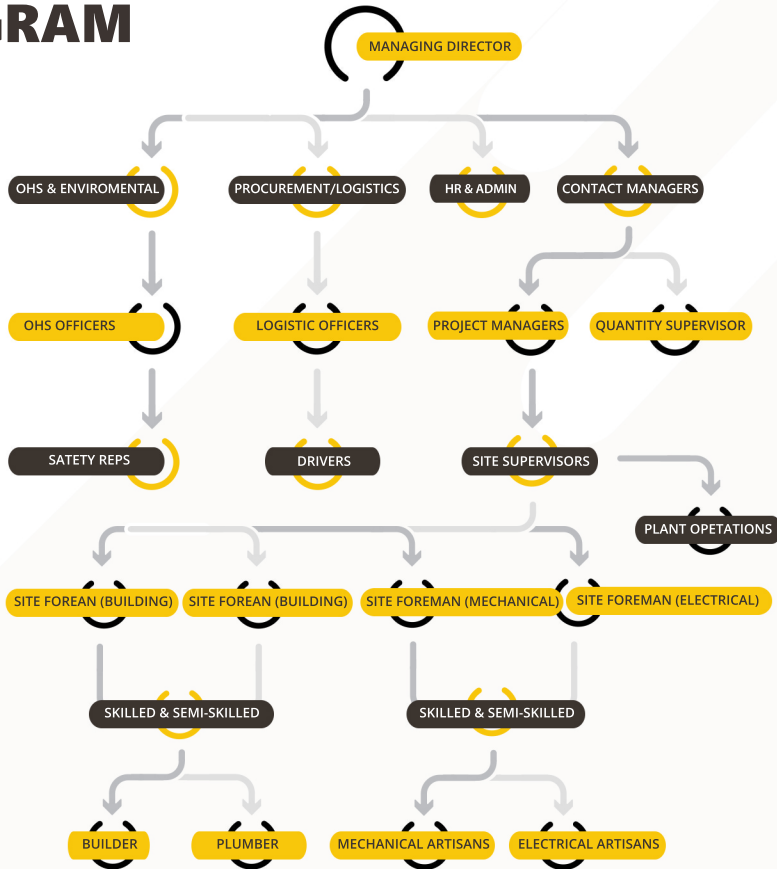 GRAM
MANAGING DIRECTOR
OHS & ENVIROMENTAL
PROCUREMENT/LOGISTICS
HR & ADMIN
CONTACT MANAGERS
OHS OFFICERS
LOGISTIC OFFICERS
PROJECT MANAGERS
QUANTITY SUPERVISOR
SATETY REPS
DRIVERS
SITE SUPERVISORS
PLANT OPETATIONS
SITE FOREAN (BUILDING)
SITE FOREAN (BUILDING)
SITE FOREMAN (MECHANICAL)
SITE FOREMAN (ELECTRICAL)
SKILLED & SEMI-SKILLED
SKILLED & SEMI-SKILLED
BUILDER
PLUMBER
MECHANICAL ARTISANS
ELECTRICAL ARTISANS